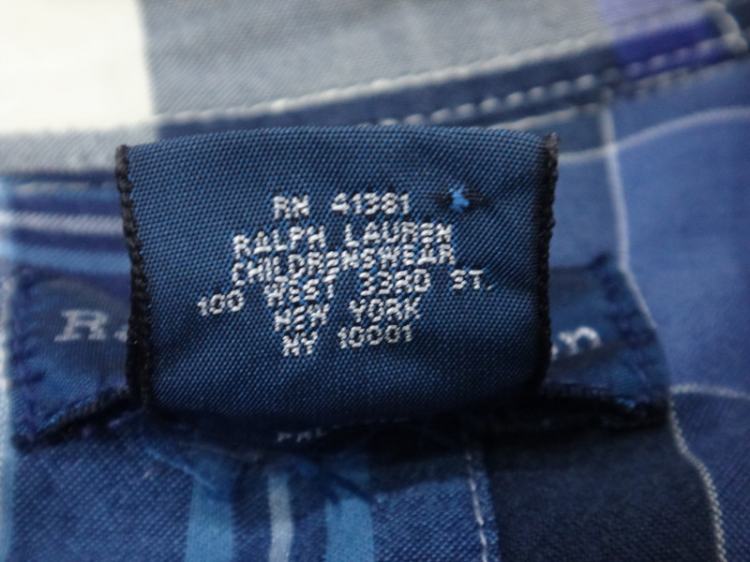 RN 41381
RALPH LAUREN
CHILDRENSWEAR
100 WEST 33RD ST.
NEW YORK
NY 10001